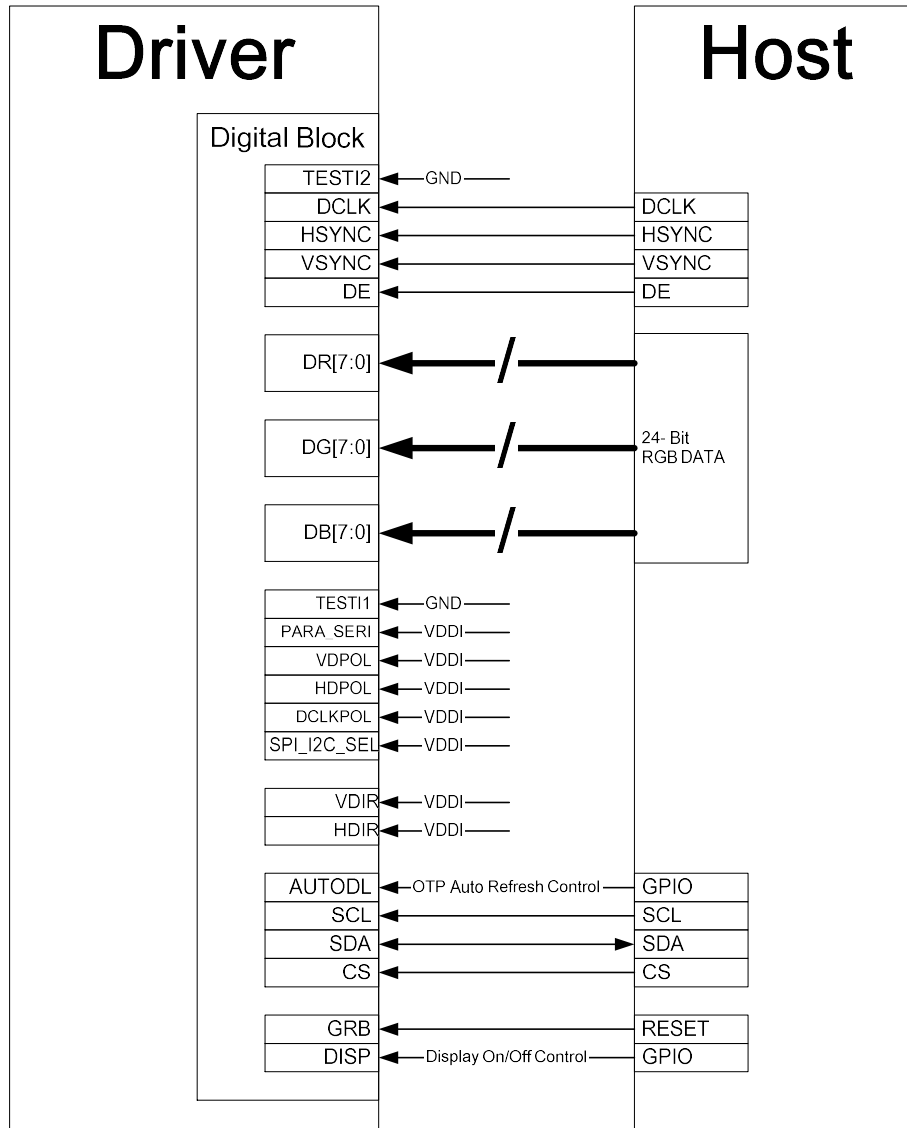 Driver
Host
Digital Block
TESTI2 GND
DCLK DCLK
HSYNC HSYNC
VSYNC VSYNC
DE DE
DR[7:0]
24- Bit
DG[7:0]
RGB DATA
DB[7:0]
TESTI1 GND
PARA_SERI VDDI
VDPOL VDDI
HDPOL VDDI
DCLKPOL VDDI
SPI_I2C_SEL VDDI
VDIR VDDI
HDIR VDDI
AUTODL OTP Auto Refresh Control GPIO
SCL SCL
SDA SDA
CS CS
GRB RESET
DISP Display On/Off Control GPIO